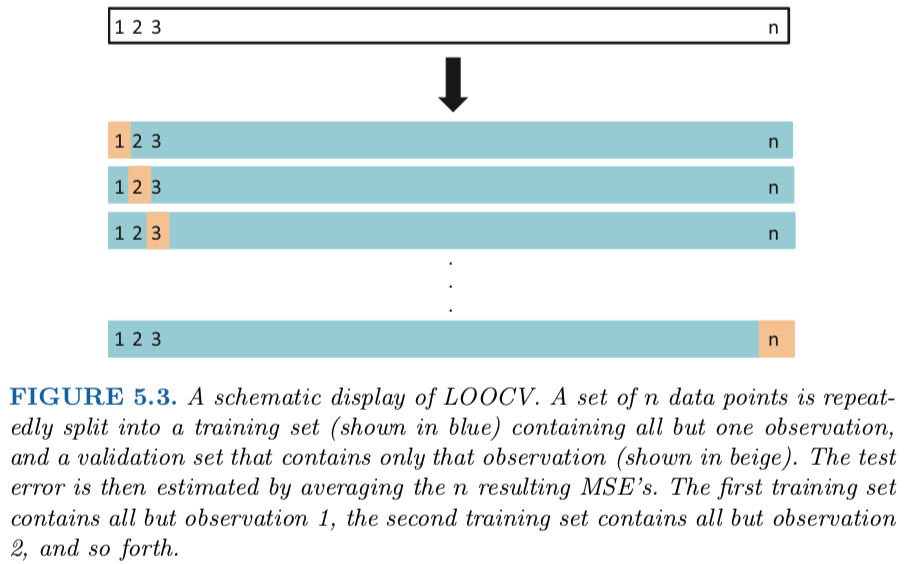 1 2 3 n
1 2 3 n
1 2 3 n
1 2 3 n
.
.
.
1 2 3 n
FIGURE 5.3. A schematic display of LOOCV. A set of n data points is repeat-
edly split into a training set (shown in blue) containing all but one observation,
and a validation set that contains only that observation (shown in beige). The test
error is then estimated by averaging the n resulting MSE's. The first training set
contains all but observation 1, the second training set contains all but observation
2, and so forth.